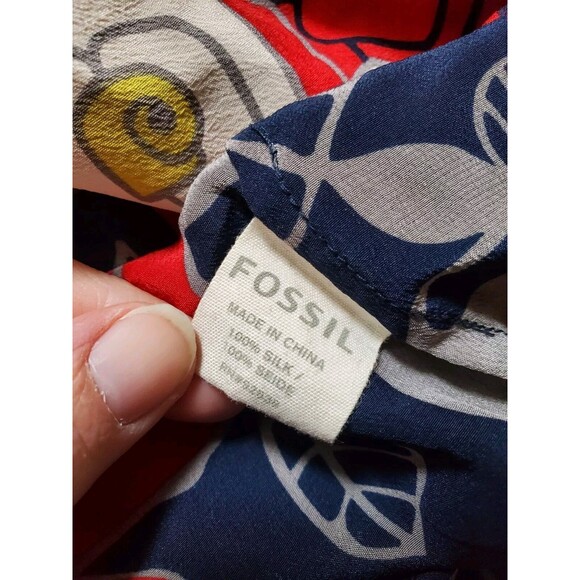 FOSSIL
MADE IN CHINA
100% SILK /
100% SEIDE